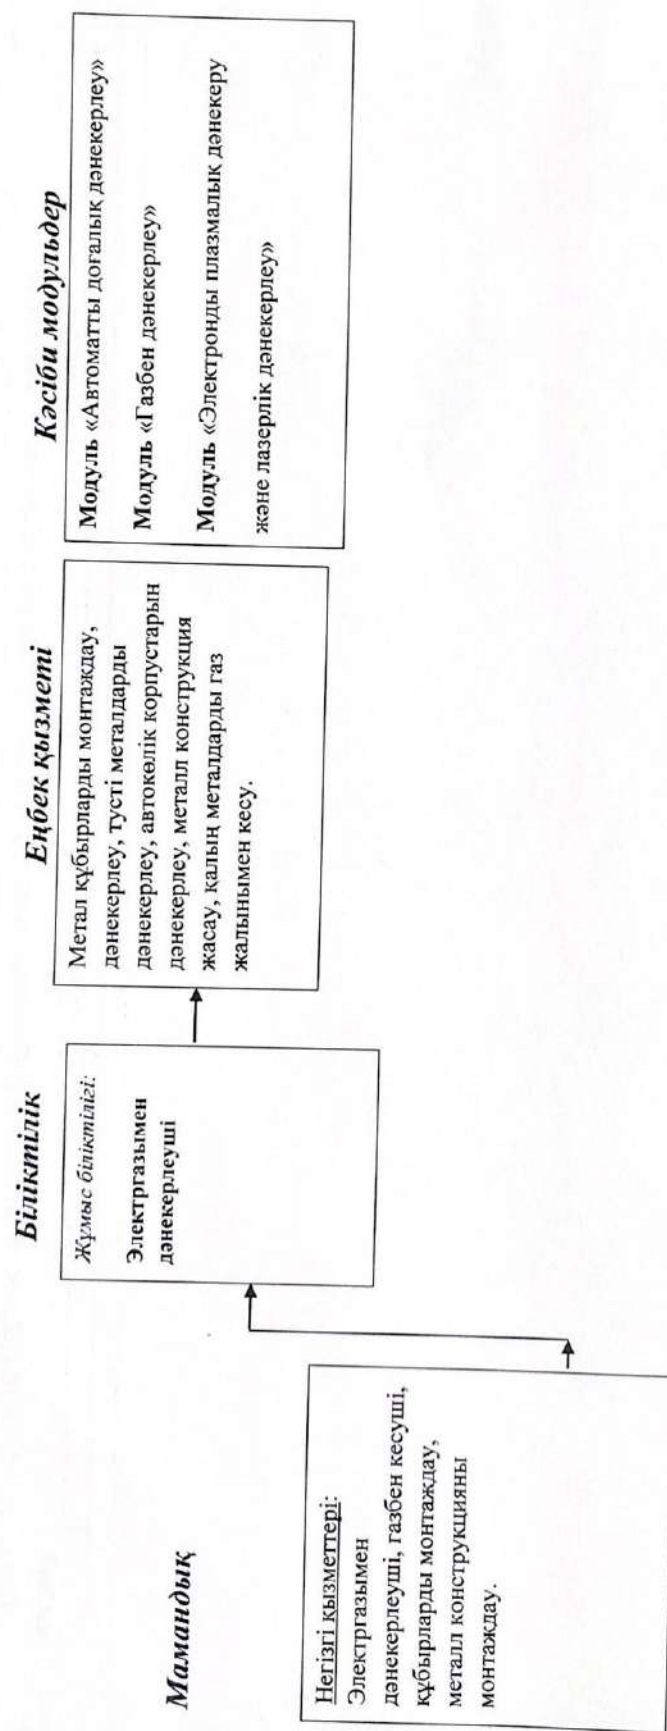 Мамандық
Негізгі қызметтері:
Электргазымен
дәнекерлеуші, газбен кесуші,
құбырларды монтаждау,
металл конструкцияны
монтаждау.
Біліктілік
Жұмыс біліктілігі:
Электргазымен
дәнекерлеуші
Еңбек қызметі
Метал құбырларды монтаждау,
дәнекерлеу, түсті металдарды
дәнекерлеу, автокөлік корпустарын
дәнекерлеу, металл конструкция
жасау, қалың металдарды газ
жалынымен кесу.
Кәсіби модульдер
Модуль «Автоматты доғалық дәнекерлеу»
Модуль «Газбен дәнекерлеу»
Модуль «Электронды плазмалық дәнекеру
және лазерлік дәнекерлеу»